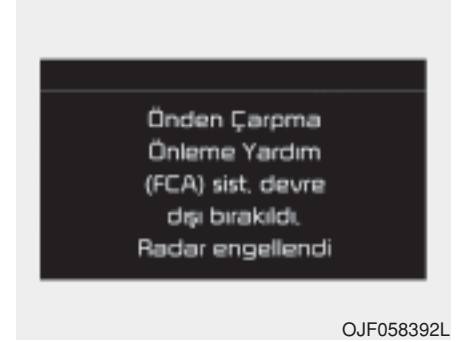 Önden Çarpma
Önleme Yardım
(FCA) sist. devre
dışı bırakıldı.
Radar engellendi
OJF058392L